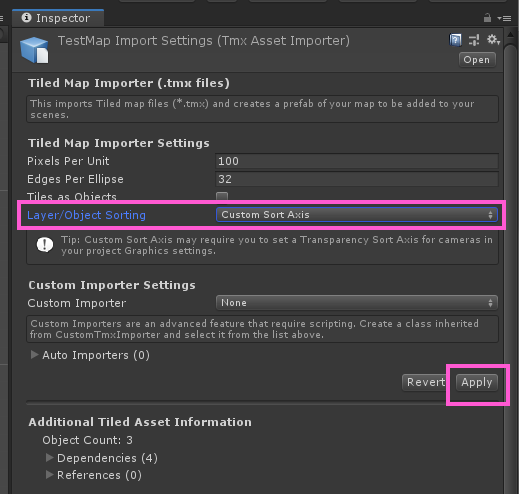 Inspector
TestMap Import Settings (Tmx Asset Importer)
Open
Tiled Map Importer (.tmx files)
This imports Tiled map files (*.tmx) and creates a prefab of your map to be added to your
scenes.
Tiled Map Importer Settings
Pixels Per Unit 100
Edges Per Ellipse 32
Tiles as Objects
Layer/Object Sorting Custom Sort Axis
Tip: Custom Sort Axis may require you to set a Transparency Sort Axis for cameras in
your project Graphics settings.
Custom Importer Settings
Custom Importer None
Custom Importers are an advanced feature that require scripting. Create a class inherited
from CustomTmxImporter and select it from the list above.
Auto Importers (0)
Revert Apply
Additional Tiled Asset Information
Object Count: 3
Dependencies (4)
References (0)